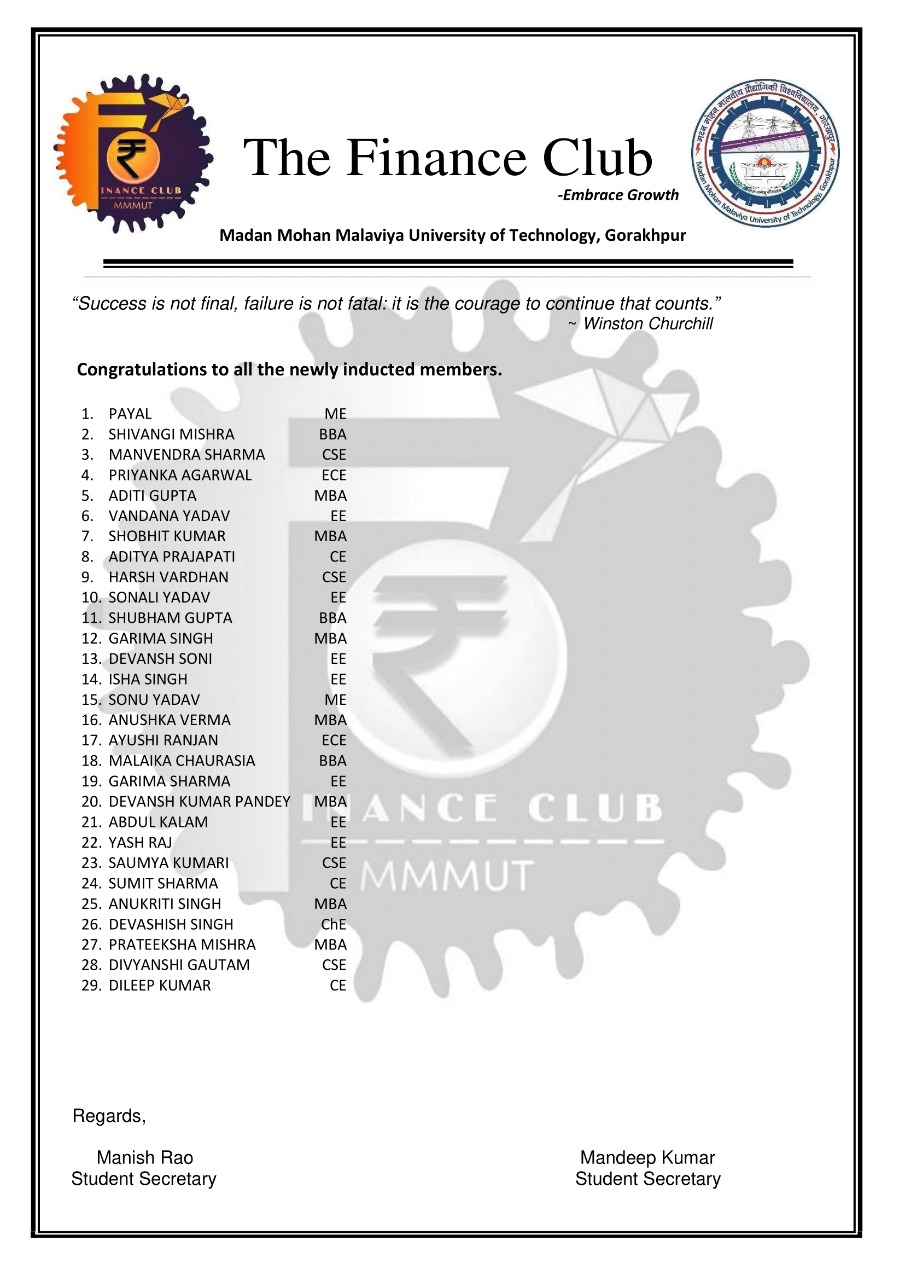 INANCE CLUB
MMMUT
The Finance Club
-Embrace Growth
मदन मोहन मालवीय प्रौद्योगिकी विश्वविद्यालय, गोरखपुर
Madan Mohan Malaviya University of Technology, Gorakhpur
Madan Mohan Malaviya University of Technology, Gorakhpur
“Success is not final, failure is not fatal: it is the courage to continue that counts.”
~ Winston Churchill
Congratulations to all the newly inducted members.
1. PAYAL ME
2. SHIVANGI MISHRA BBA
3. MANVENDRA SHARMA CSE
4. PRIYANKA AGARWAL ECE
5. ADITI GUPTA MBA
6. VANDANA YADAV EE
7. SHOBHIT KUMAR MBA
8. ADITYA PRAJAPATI CE
9. HARSH VARDHAN CSE
10. SONALI YADAV EE
11. SHUBHAM GUPTA BBA
12. GARIMA SINGH MBA
13. DEVANSH SONI EE
14. ISHA SINGH EE
15. SONU YADAV ME
16. ANUSHKA VERMA MBA
17. AYUSHI RANJAN ECE
18. MALAIKA CHAURASIA BBA
19. GARIMA SHARMA EE
20. DEVANSH KUMAR PANDEY MBA
21. ABDUL KALAM EE
22. YASH RAJ EE
23. SAUMYA KUMARI CSE
24. SUMIT SHARMA CE
25. ANUKRITI SINGH MBA
26. DEVASHISH SINGH ChE
27. PRATEEKSHA MISHRA MBA
28. DIVYANSHI GAUTAM CSE
29. DILEEP KUMAR CE
INANCE CLUB
MMMUT
Regards,
Manish Rao Mandeep Kumar
Student Secretary Student Secretary